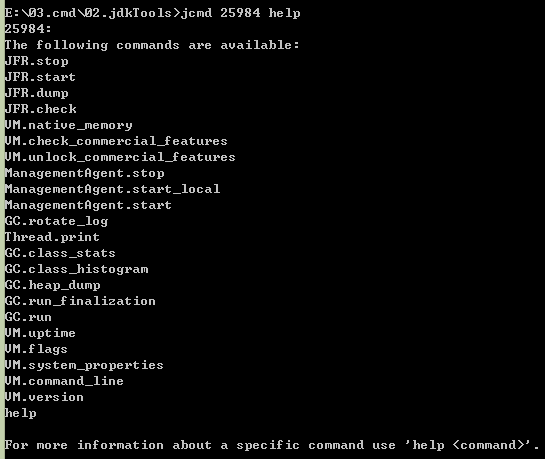 E:\03.cmd\02.jdkTools>jcmd 25984 help
25984:
The following commands are available:
JFR.stop
JFR.start
JFR.dump
JFR.check
VM.native_memory
VM.check_commercial_features
VM.unlock_commercial_features
ManagementAgent.stop
ManagementAgent.start_local
ManagementAgent.start
GC.rotate_log
Thread.print
GC.class_stats
GC.class_histogram
GC.heap_dump
GC.run_finalization
GC.run
VM.uptime
VM.flags
VM.system_properties
VM.command_line
VM.version
help
For more information about a specific command use 'help <command>'.